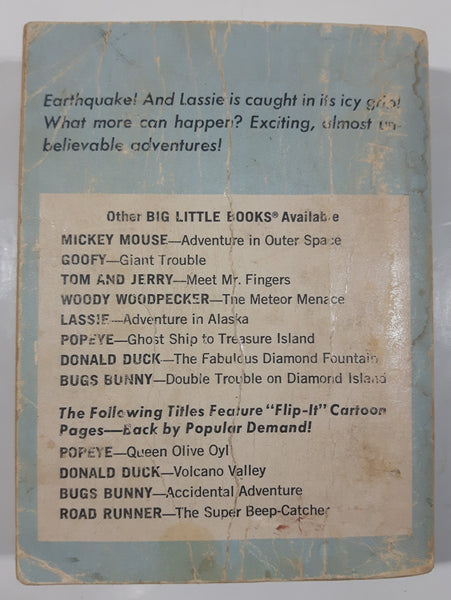 Earthquake! And Lassie is caught in its icy grip!
What more can happen? Exciting, almost un-
believable adventures!
Other BIG LITTLE BOOKS® Available
MICKEY MOUSE—Adventure in Outer Space
GOOFY—Giant Trouble
TOM AND JERRY—Meet Mr. Fingers
WOODY WOODPECKER—The Meteor Menace
LASSIE—Adventure in Alaska
POPEYE—Ghost Ship to Treasure Island
DONALD DUCK—The Fabulous Diamond Fountain
BUGS BUNNY—Double Trouble on Diamond Island
The Following Titles Feature "Flip-It" Cartoon
Pages—Back by Popular Demand!
POPEYE—Queen Olive Oyl
DONALD DUCK—Volcano Valley
BUGS BUNNY—Accidental Adventure
ROAD RUNNER—The Super Beep-Catcher